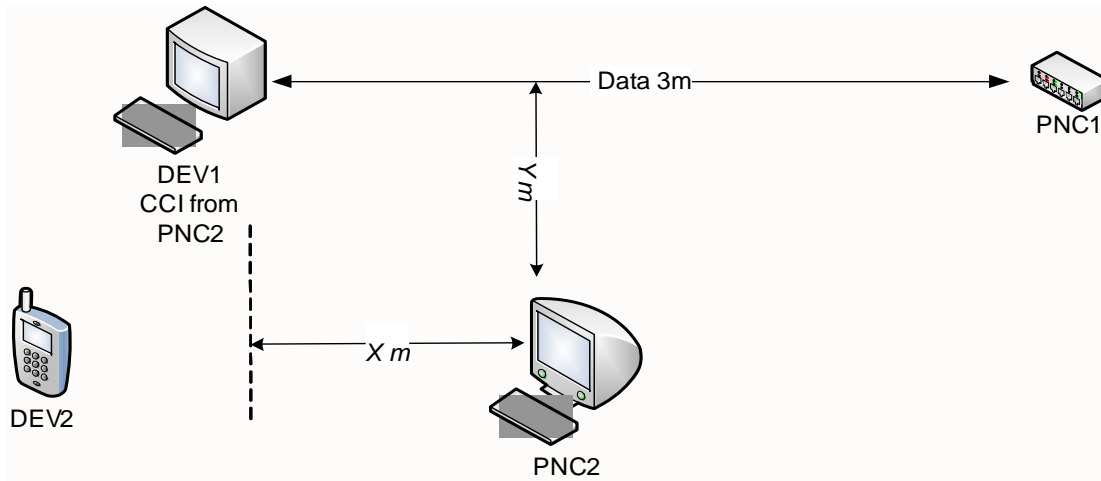 Data 3m
PNC1
DEV1
CCI from
PNC2
Y m
X m
DEV2
PNC2